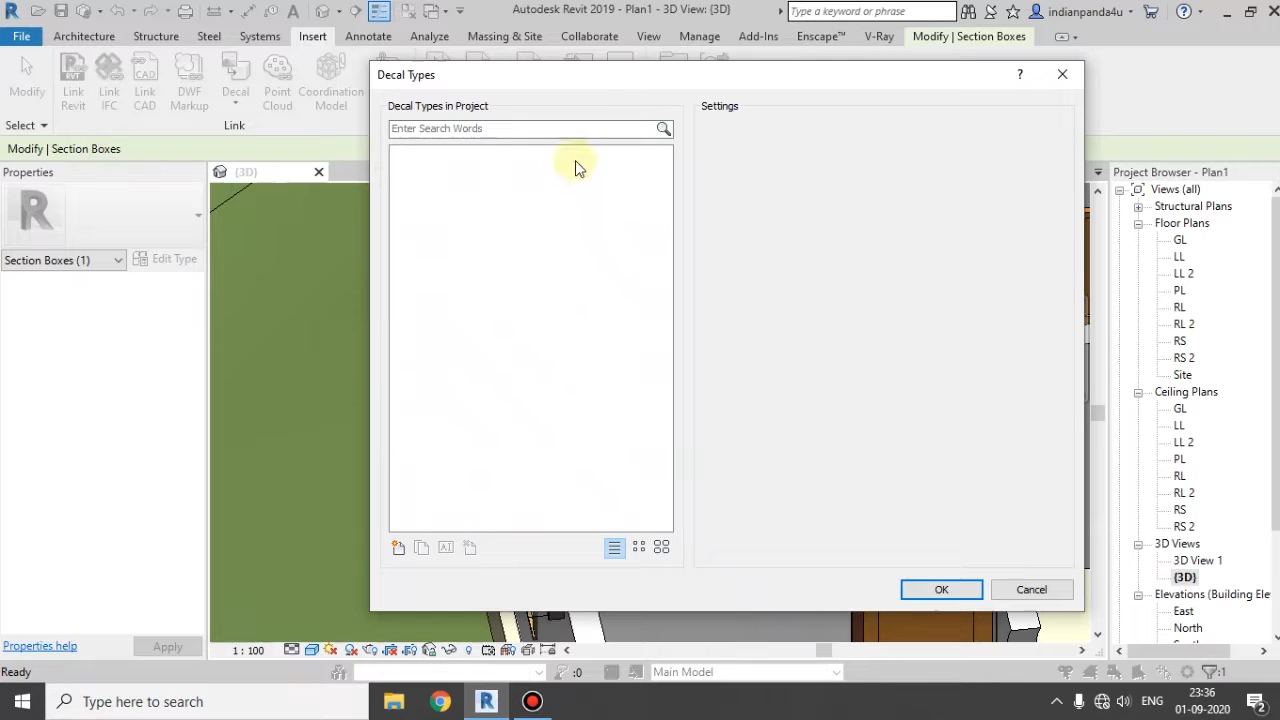 Autodesk Revit 2019 - Plan1 - 3D View: {3D}
Type a keyword or phrase
indianpanda4u
File
Architecture
Structure
Steel
Systems
Insert
Annotate
Analyze
Massing & Site
Collaborate
View
Manage
Add-Ins
Enscape™
V-Ray
Modify | Section Boxes
Modify
Link Revit
Link IFC
Link CAD
DWF Markup
Decal
Point Cloud
Coordination Model
Select
Link
Modify | Section Boxes
Properties
Section Boxes (1)
Edit Type
Properties help
Apply
{3D}
Decal Types
Decal Types in Project
Enter Search Words
Settings
OK
Cancel
Project Browser - Plan1
Views (all)
Structural Plans
Floor Plans
GL
LL
LL 2
PL
RL
RL 2
RS
RS 2
Site
Ceiling Plans
GL
LL
LL 2
PL
RL
RL 2
RS
RS 2
3D Views
3D View 1
{3D}
Elevations (Building Ele
East
North
1 : 100
Ready
:0
Main Model
:1
Type here to search
ENG
23:36
01-09-2020
2